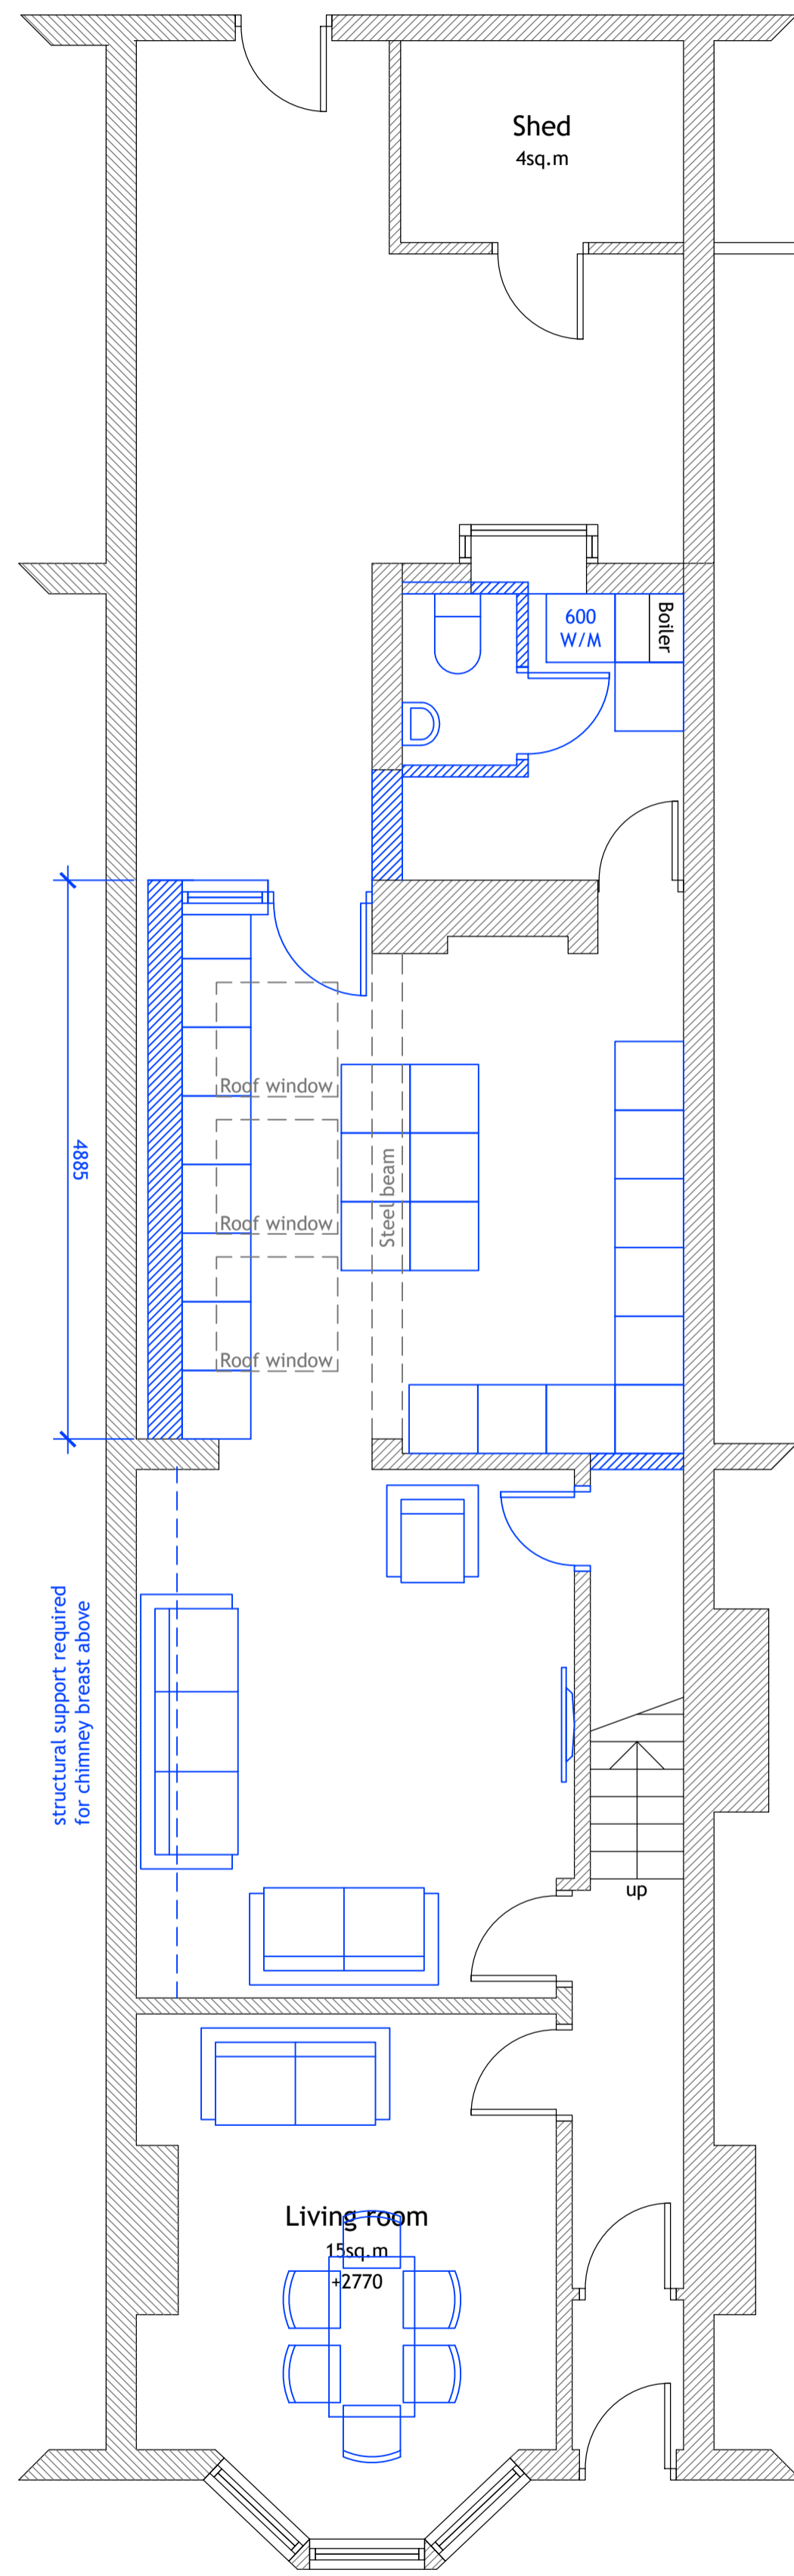 Shed
4sq.m
600
W/M
Boiler
Roof window
Roof window
Roof window
Steel beam
4885
structural support required
for chimney breast above
up
Living room
15sq.m
+2770